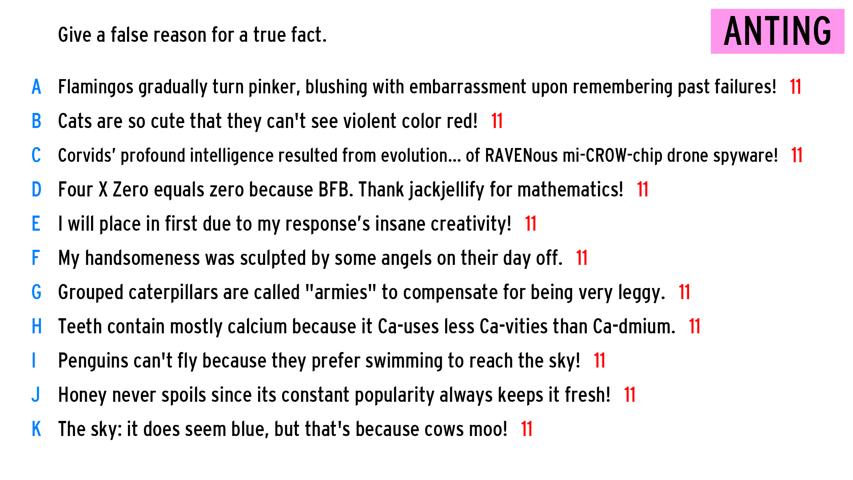 Give a false reason for a true fact.
ANTING
A Flamingos gradually turn pinker, blushing with embarrassment upon remembering past failures! 11
B Cats are so cute that they can't see violent color red! 11
C Corvids’ profound intelligence resulted from evolution... of RAVENous mi-CROW-chip drone spyware! 11
D Four X Zero equals zero because BFB. Thank jackjellify for mathematics! 11
E I will place in first due to my response’s insane creativity! 11
F My handsomeness was sculpted by some angels on their day off. 11
G Grouped caterpillars are called "armies" to compensate for being very leggy. 11
H Teeth contain mostly calcium because it Ca-uses less Ca-vities than Ca-dmium. 11
I Penguins can't fly because they prefer swimming to reach the sky! 11
J Honey never spoils since its constant popularity always keeps it fresh! 11
K The sky: it does seem blue, but that's because cows moo! 11